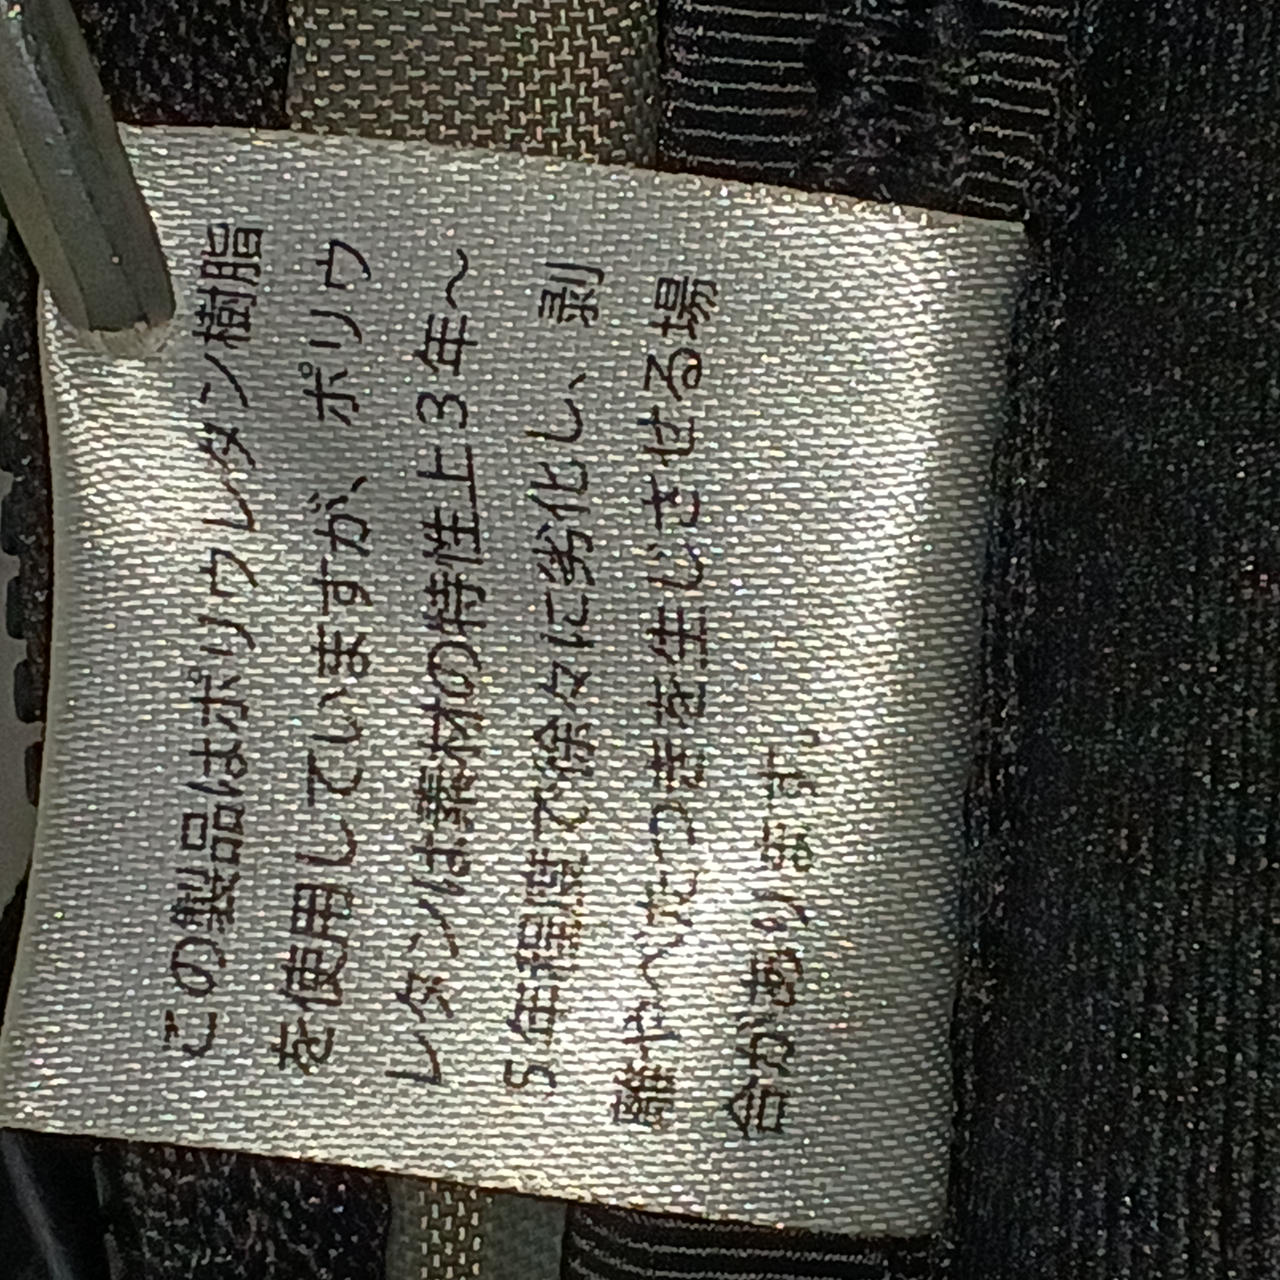 この製品はポリウレタン樹脂
を使用していますが、ポリウ
レタンは素材の特性上3年～
5年程度で徐々に劣化し、剥
離やベたつきを生じさせる場
合があります。